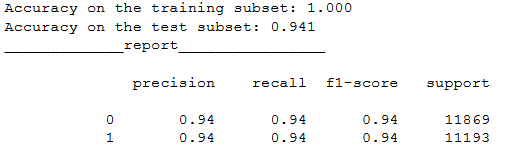 Accuracy on the training subset: 1.000
Accuracy on the test subset: 0.941
_____________report________________
precision recall f1-score support
0 0.94 0.94 0.94 11869
1 0.94 0.94 0.94 11193